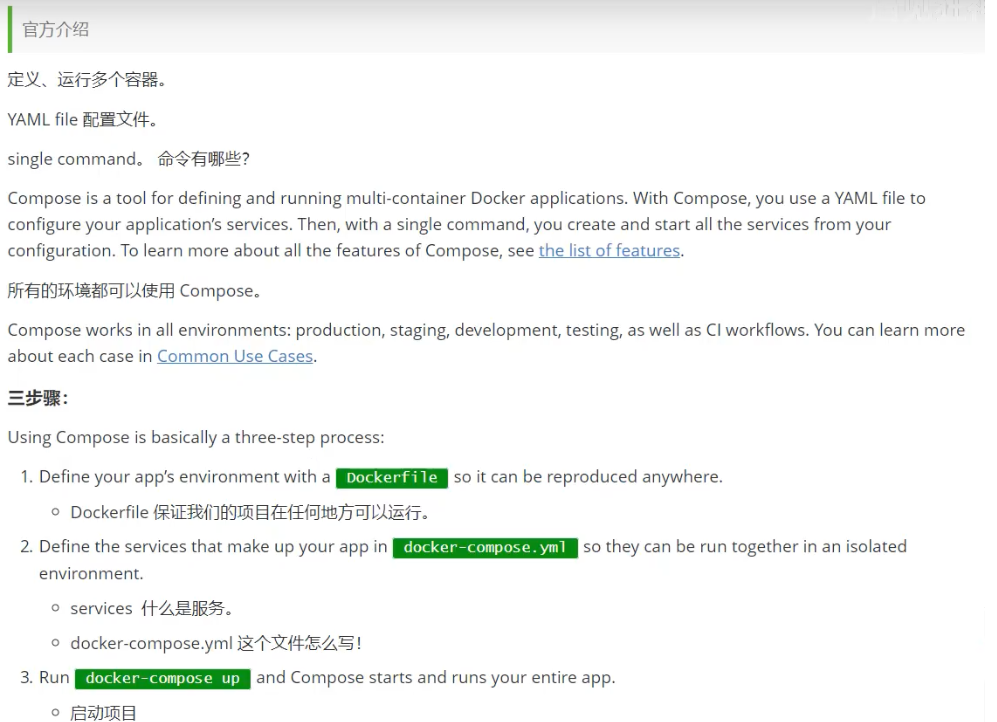 官方介绍
定义、运行多个容器。
YAML file 配置文件。
single command。 命令有哪些?
Compose is a tool for defining and running multi-container Docker applications. With Compose, you use a YAML file to
configure your application's services. Then, with a single command, you create and start all the services from your
configuration. To learn more about all the features of Compose, see the list of features.
所有的环境都可以使用 Compose。
Compose works in all environments: production, staging, development, testing, as well as CI workflows. You can learn more
about each case in Common Use Cases.
三步骤：
Using Compose is basically a three-step process:
1. Define your app's environment with a Dockerfile so it can be reproduced anywhere.
Dockerfile 保证我们的项目在任何地方可以运行。
2. Define the services that make up your app in docker-compose.yml so they can be run together in an isolated
environment.
services 什么是服务。
docker-compose.yml 这个文件怎么写!
3. Run docker-compose up and Compose starts and runs your entire app.
启动项目